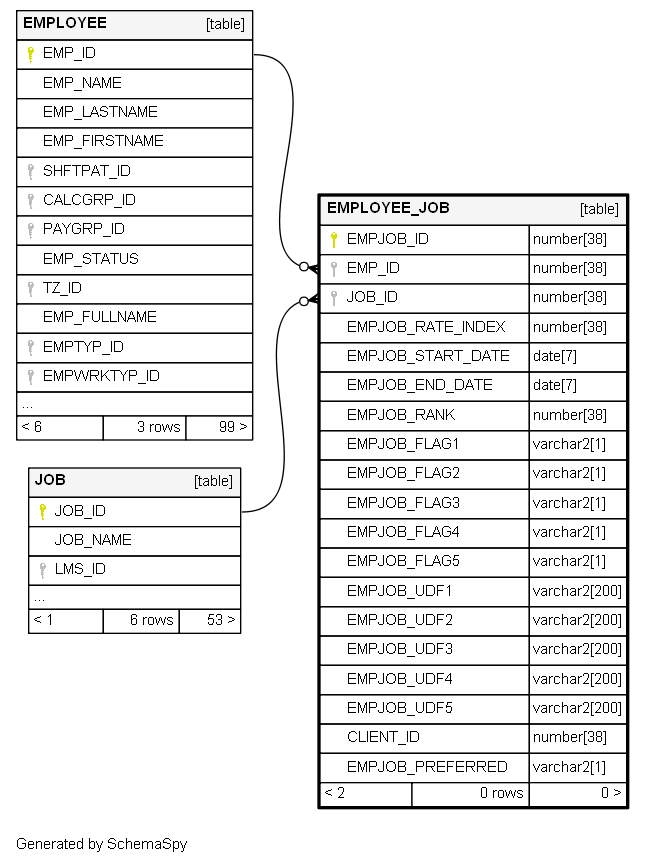 EMPLOYEE [table]
EMP_ID
EMP_NAME
EMP_LASTNAME
EMP_FIRSTNAME
SHFTPAT_ID
CALCGRP_ID
PAYGRP_ID
EMP_STATUS
TZ_ID
EMP_FULLNAME
EMPTYP_ID
EMPWRKTYP_ID
...
< 6 3 rows 99 >
JOB [table]
JOB_ID
JOB_NAME
LMS_ID
...
< 1 6 rows 53 >
EMPLOYEE_JOB [table]
EMPJOB_ID number[38]
EMP_ID number[38]
JOB_ID number[38]
EMPJOB_RATE_INDEX number[38]
EMPJOB_START_DATE date[7]
EMPJOB_END_DATE date[7]
EMPJOB_RANK number[38]
EMPJOB_FLAG1 varchar2[1]
EMPJOB_FLAG2 varchar2[1]
EMPJOB_FLAG3 varchar2[1]
EMPJOB_FLAG4 varchar2[1]
EMPJOB_FLAG5 varchar2[1]
EMPJOB_UDF1 varchar2[200]
EMPJOB_UDF2 varchar2[200]
EMPJOB_UDF3 varchar2[200]
EMPJOB_UDF4 varchar2[200]
EMPJOB_UDF5 varchar2[200]
CLIENT_ID number[38]
EMPJOB_PREFERRED varchar2[1]
< 2 0 rows 0 >
Generated by SchemaSpy